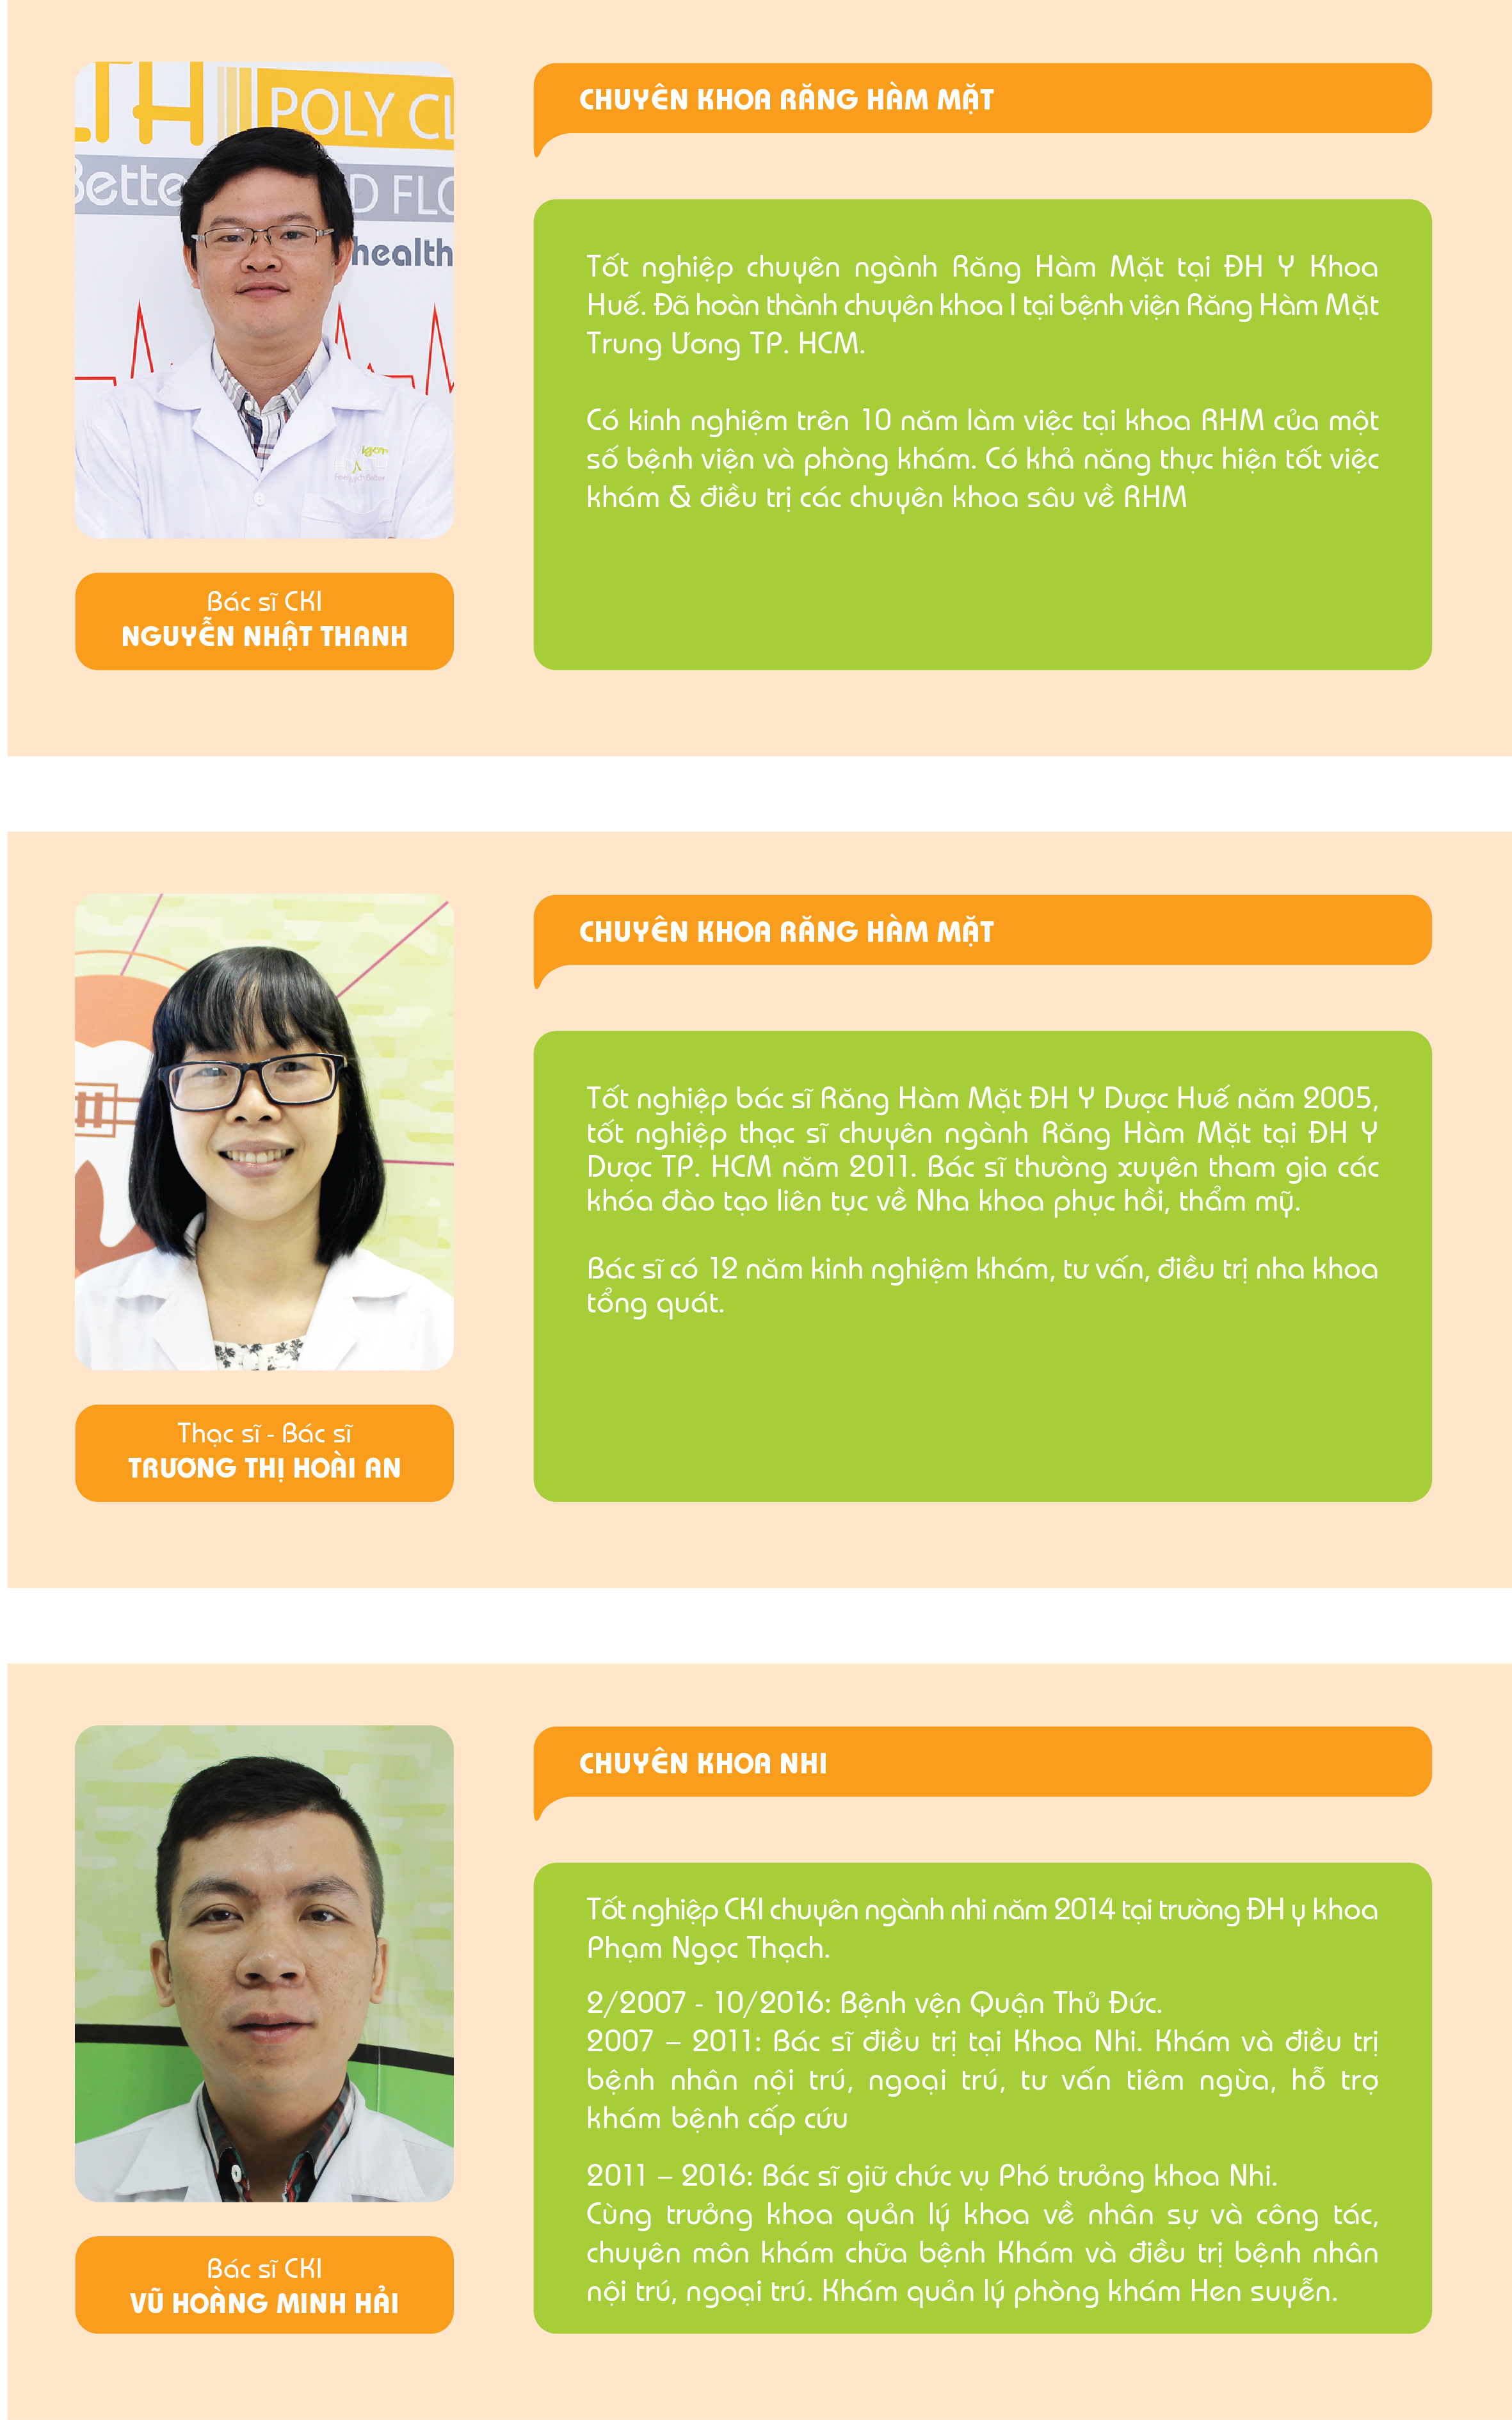 TH POLY CL
Bette D FLO
health
CHUYÊN KHOA RĂNG HÀM MẶT
Tốt nghiệp chuyên ngành Răng Hàm Mặt tại ĐH Y Khoa
Huế. Đã hoàn thành chuyên khoa I tại bệnh viện Răng Hàm Mặt
Trung Ương TP. HCM.
Có kinh nghiệm trên 10 năm làm việc tại khoa RHM của một
số bệnh viện và phòng khám. Có khả năng thực hiện tốt việc
khám & điều trị các chuyên khoa sâu về RHM
Bác sĩ CKI
NGUYỄN NHẬT THANH
CHUYÊN KHOA RĂNG HÀM MẶT
Tốt nghiệp bác sĩ Răng Hàm Mặt ĐH Y Dược Huế năm 2005,
tốt nghiệp thạc sĩ chuyên ngành Răng Hàm Mặt tại ĐH Y
Dược TP. HCM năm 2011. Bác sĩ thường xuyên tham gia các
khóa đào tạo liên tục về Nha khoa phục hồi, thẩm mỹ.
Bác sĩ có 12 năm kinh nghiệm khám, tư vấn, điều trị nha khoa
tổng quát.
Thạc sĩ - Bác sĩ
TRƯƠNG THỊ HOÀI AN
CHUYÊN KHOA NHI
Tốt nghiệp CKI chuyên ngành nhi năm 2014 tại trường ĐH y khoa
Phạm Ngọc Thạch.
2/2007 - 10/2016: Bệnh vện Quận Thủ Đức.
2007 – 2011: Bác sĩ điều trị tại Khoa Nhi. Khám và điều trị
bệnh nhân nội trú, ngoại trú, tư vấn tiêm ngừa, hỗ trợ
khám bệnh cấp cứu
2011 – 2016: Bác sĩ giữ chức vụ Phó trưởng khoa Nhi.
Cùng trưởng khoa quản lý khoa về nhân sự và công tác,
chuyên môn khám chữa bệnh Khám và điều trị bệnh nhân
nội trú, ngoại trú. Khám quản lý phòng khám Hen suyễn.
Bác sĩ CKI
VŨ HOÀNG MINH HẢI